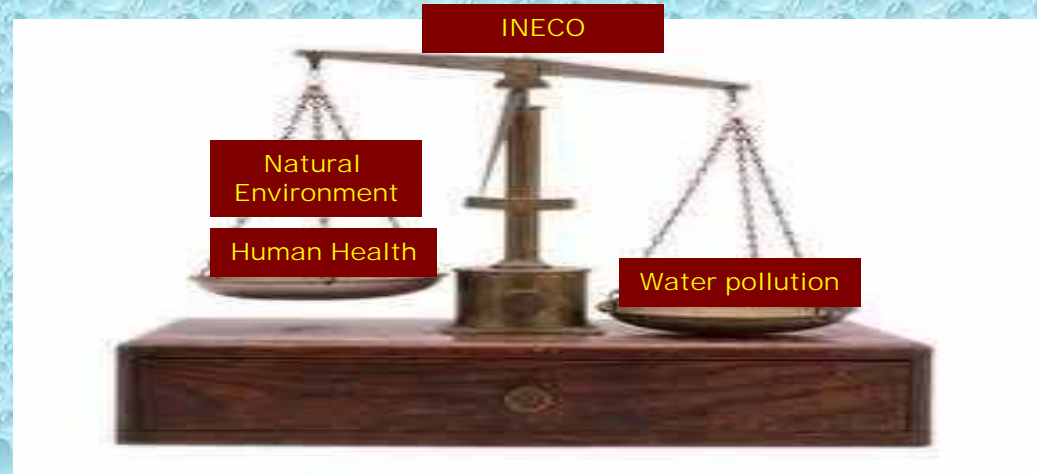 INECO
Natural
Environment
Human Health
Water pollution